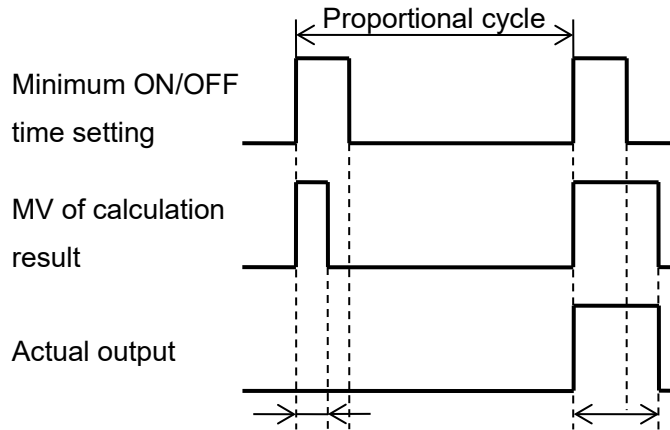 Proportional cycle
Minimum ON/OFF
time setting
MV of calculation
result
Actual output